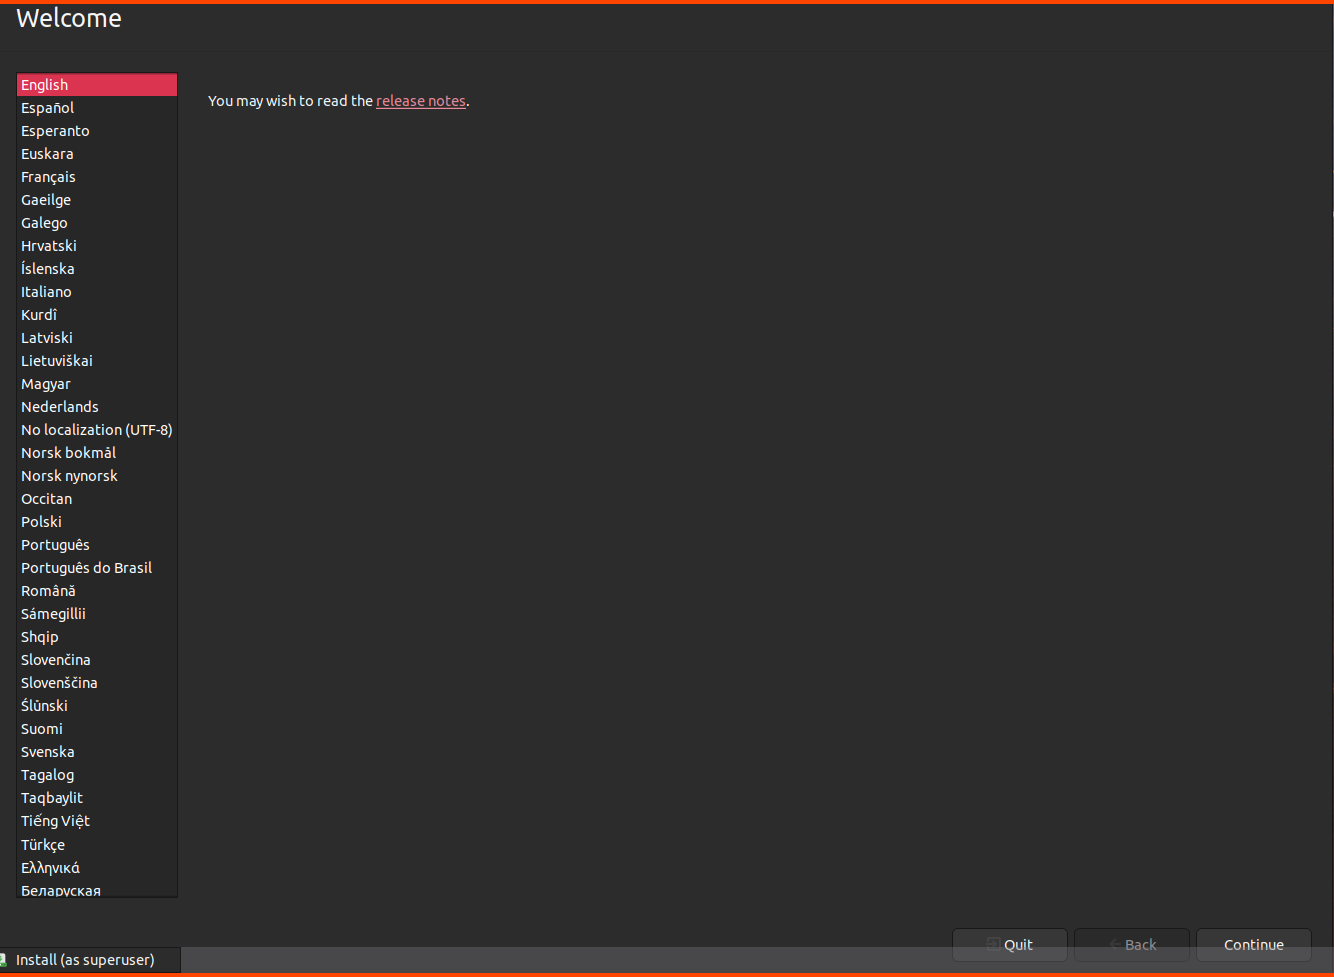 Welcome
English
Español
Esperanto
Euskara
Français
Gaeilge
Galego
Hrvatski
Íslenska
Italiano
Kurdî
Latviski
Lietuviškai
Magyar
Nederlands
No localization (UTF-8)
Norsk bokmål
Norsk nynorsk
Occitan
Polski
Português
Português do Brasil
Română
Sámegillii
Shqip
Slovenčina
Slovenščina
Ślůnski
Suomi
Svenska
Tagalog
Taqbaylit
Tiếng Việt
Türkçe
Ελληνικά
Беларуская
You may wish to read the release notes.
Quit
Back
Continue
Install (as superuser)